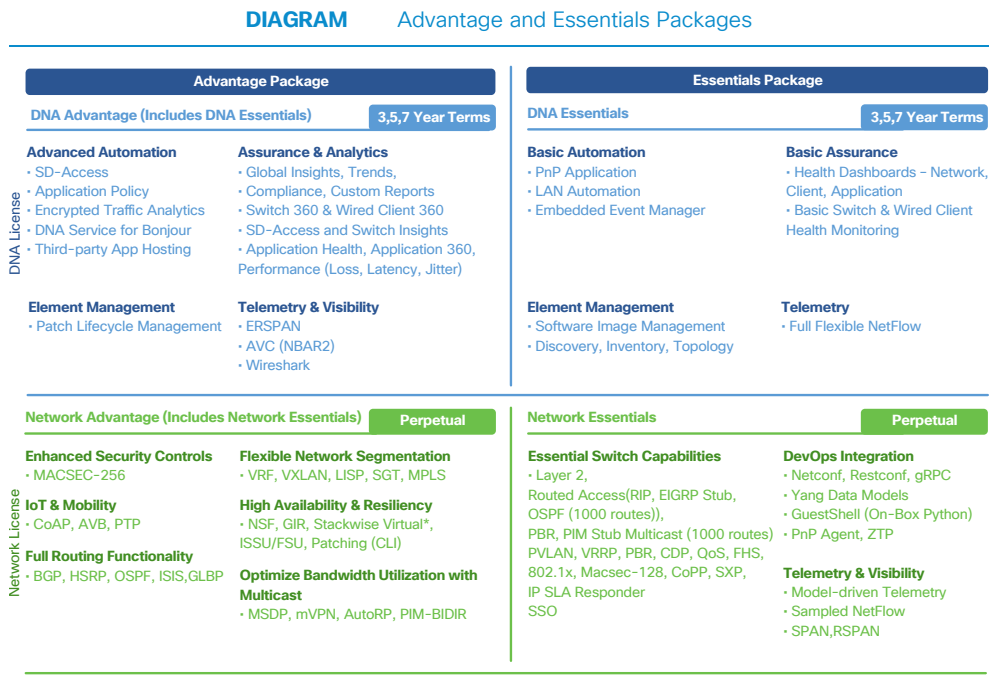 DIAGRAM Advantage and Essentials Packages
Advantage Package
DNA Advantage (Includes DNA Essentials) 3,5,7 Year Terms
DNA License
Advanced Automation
· SD-Access
· Application Policy
· Encrypted Traffic Analytics
· DNA Service for Bonjour
· Third-party App Hosting
Assurance & Analytics
· Global Insights, Trends,
· Compliance, Custom Reports
· Switch 360 & Wired Client 360
· SD-Access and Switch Insights
· Application Health, Application 360,
Performance (Loss, Latency, Jitter)
Element Management
· Patch Lifecycle Management
Telemetry & Visibility
· ERSPAN
· AVC (NBAR2)
· Wireshark
Essentials Package
DNA Essentials 3,5,7 Year Terms
Basic Automation
· PnP Application
· LAN Automation
· Embedded Event Manager
Basic Assurance
· Health Dashboards - Network,
Client, Application
· Basic Switch & Wired Client
Health Monitoring
Element Management
· Software Image Management
· Discovery, Inventory, Topology
Telemetry
· Full Flexible NetFlow
Network Advantage (Includes Network Essentials) Perpetual
Network License
Enhanced Security Controls
· MACSEC-256
IoT & Mobility
· CoAP, AVB, PTP
Full Routing Functionality
· BGP, HSRP, OSPF, ISIS,GLBP
Flexible Network Segmentation
· VRF, VXLAN, LISP, SGT, MPLS
High Availability & Resiliency
· NSF, GIR, Stackwise Virtual*,
ISSU/FSU, Patching (CLI)
Optimize Bandwidth Utilization with
Multicast
· MSDP, mVPN, AutoRP, PIM-BIDIR
Network Essentials Perpetual
Essential Switch Capabilities
· Layer 2,
Routed Access(RIP, EIGRP Stub,
OSPF (1000 routes)),
PBR, PIM Stub Multicast (1000 routes)
PVLAN, VRRP, PBR, CDP, QoS, FHS,
802.1x, Macsec-128, CoPP, SXP,
IP SLA Responder
SSO
DevOps Integration
· Netconf, Restconf, gRPC
· Yang Data Models
· GuestShell (On-Box Python)
· PnP Agent, ZTP
Telemetry & Visibility
· Model-driven Telemetry
· Sampled NetFlow
· SPAN,RSPAN